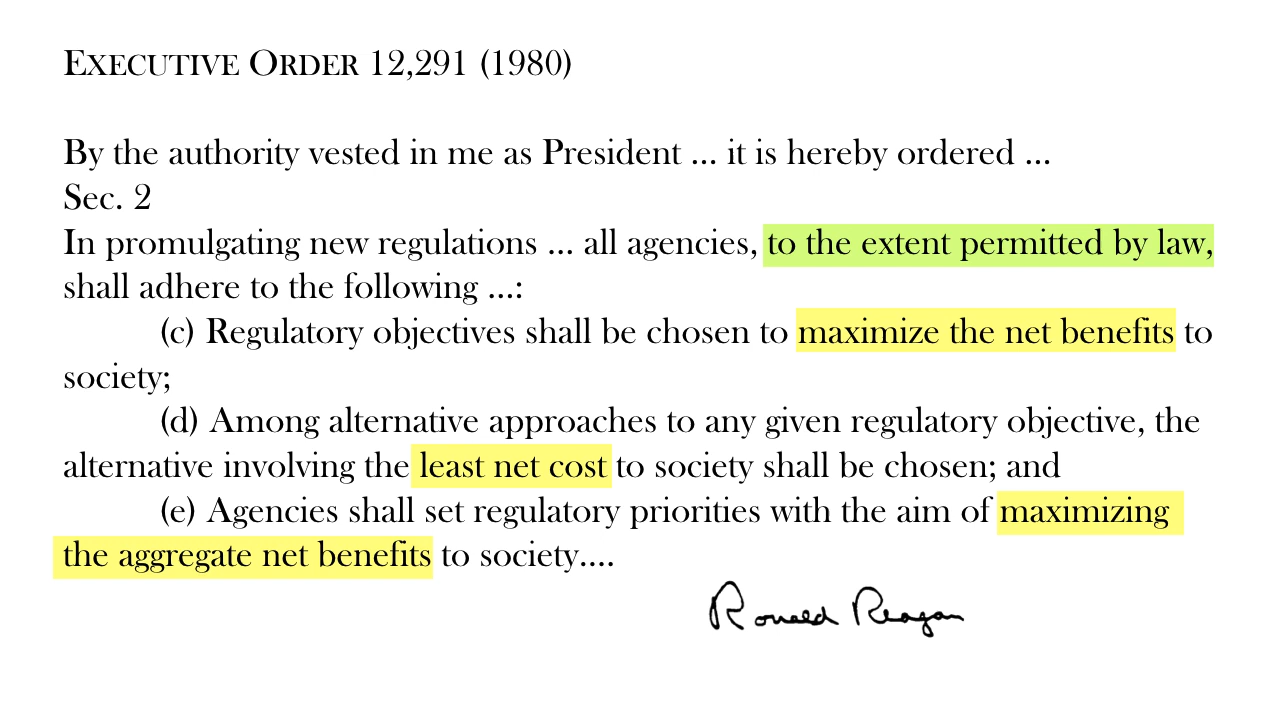 EXECUTIVE ORDER 12,291 (1980)
By the authority vested in me as President ... it is hereby ordered ...
Sec. 2
In promulgating new regulations ... all agencies, to the extent permitted by law,
shall adhere to the following ...:
(c) Regulatory objectives shall be chosen to maximize the net benefits to
society;
(d) Among alternative approaches to any given regulatory objective, the
alternative involving the least net cost to society shall be chosen; and
(e) Agencies shall set regulatory priorities with the aim of maximizing
the aggregate net benefits to society....
Ronald Reagan